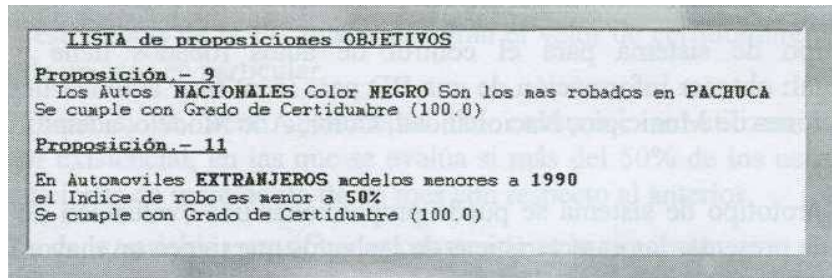 LISTA de proposiciones OBJETIVOS
Proposición.- 9
Los Autos NACIONALES Color NEGRO Son los mas robados en PACHUCA
Se cumple con Grado de Certidumbre (100.0)
Proposición.- 11
En Automoviles EXTRANJEROS modelos menores a 1990
el Indice de robo es menor a 50%
Se cumple con Grado de Certidumbre (100.0)